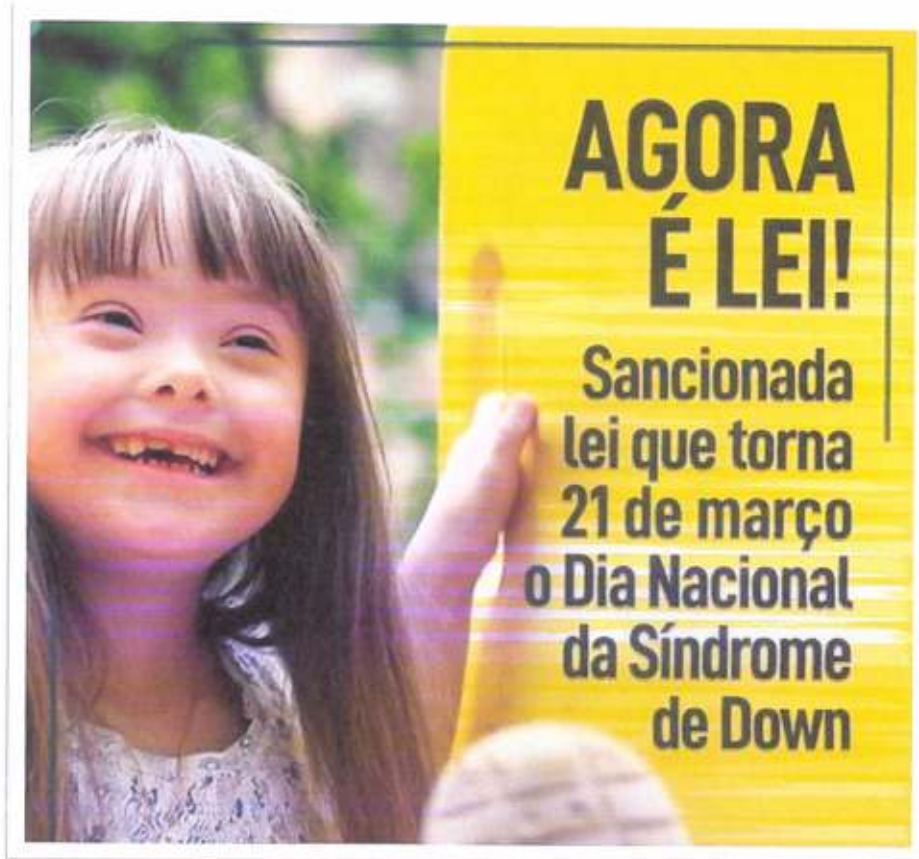 AGORA
É LEI!
Sancionada
lei que torna
21 de março
o Dia Nacional
da Síndrome
de Down